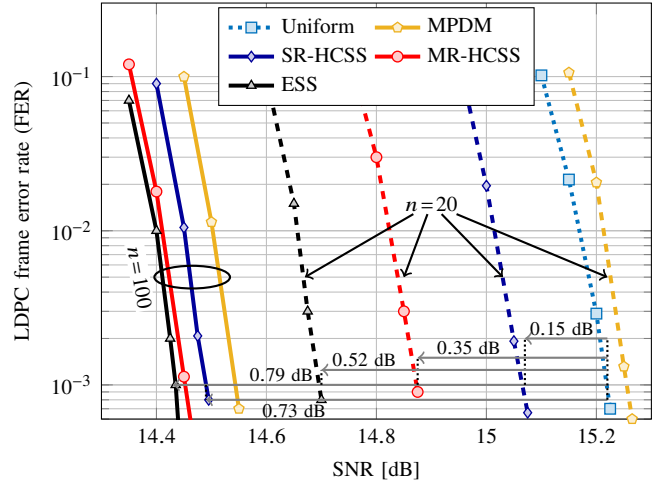 Uniform MPDM
SR-HCSS MR-HCSS
ESS
10⁻¹
10⁻²
10⁻³
LDPC frame error rate (FER)
n = 100
n = 20
0.15 dB
0.35 dB
0.52 dB
0.79 dB
0.73 dB
14.4 14.6 14.8 15 15.2
SNR [dB]